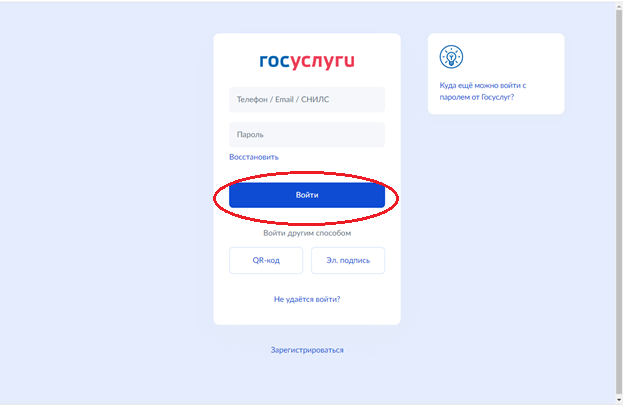 госуслуги
Телефон / Email / СНИЛС
Пароль
Восстановить
Войти
Войти другим способом
QR-код
Эл. подпись
Не удаётся войти?
Зарегистрироваться
Куда ещё можно войти с
паролем от Госуслуг?